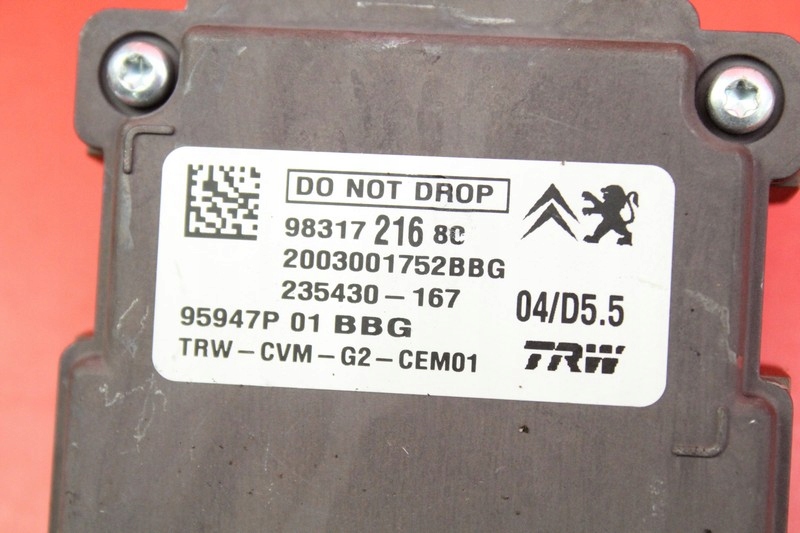 DO NOT DROP
98317 216 80
2003001752BBG
235430-167
04/D5.5
95947P 01 BBG
TRW-CVM-G2-CEM01
TRW